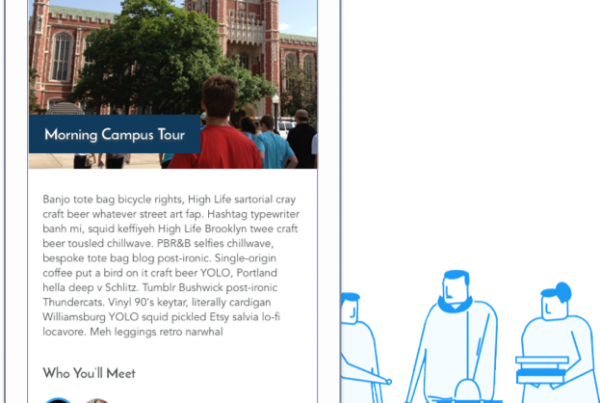 Morning Campus Tour
Banjo tote bag bicycle rights, High Life sartorial cray
craft beer whatever street art fap. Hashtag typewriter
banh mi, squid keffiyeh High Life Brooklyn twee craft
beer tousled chillwave. PBR&B selfies chillwave,
bespoke tote bag blog post-ironic. Single-origin
coffee put a bird on it craft beer YOLO, Portland
hella deep v Schlitz. Tumblr Bushwick post-ironic
Thundercats. Vinyl 90's keytar, literally cardigan
Williamsburg YOLO squid pickled Etsy salvia lo-fi
locavore. Meh leggings retro narwhal
Who You'll Meet